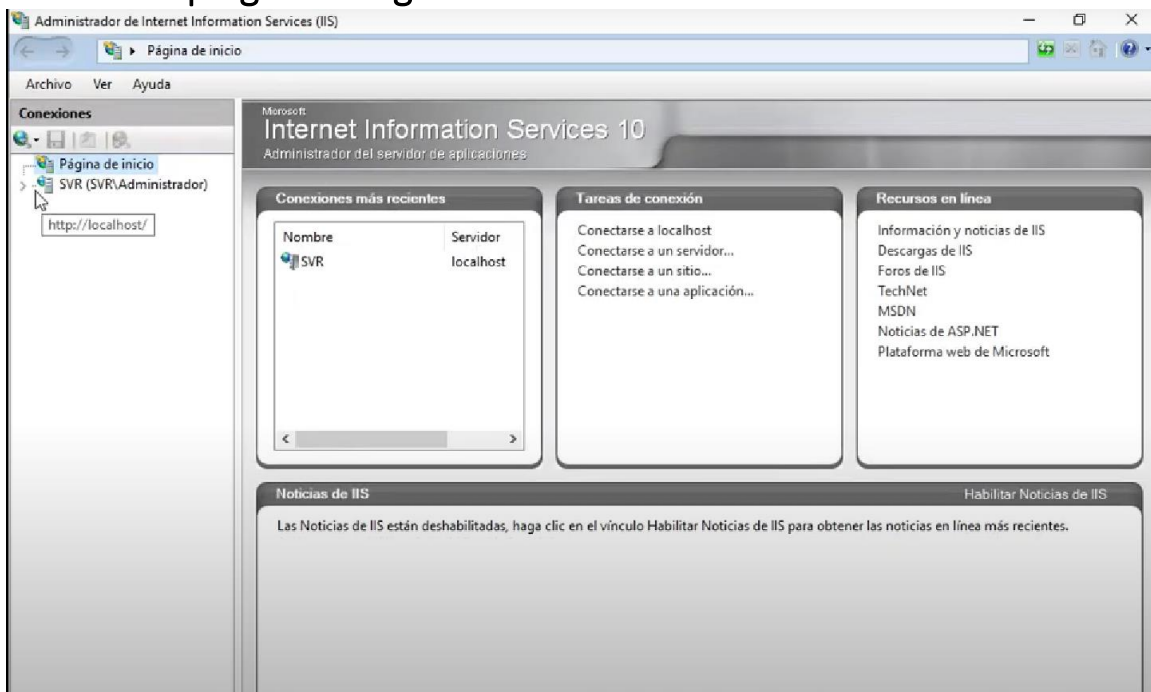 Administrador de Internet Information Services (IIS)
Página de inicio
Archivo Ver Ayuda
Conexiones
Página de inicio
SVR (SVR\Administrador)
http://localhost/
Microsoft
Internet Information Services 10
Administrador del servidor de aplicaciones
Conexiones más recientes
Nombre Servidor
SVR localhost
Tareas de conexión
Conectarse a localhost
Conectarse a un servidor...
Conectarse a un sitio...
Conectarse a una aplicación...
Recursos en línea
Información y noticias de IIS
Descargas de IIS
Foros de IIS
TechNet
MSDN
Noticias de ASP.NET
Plataforma web de Microsoft
Noticias de IIS Habilitar Noticias de IIS
Las Noticias de IIS están deshabilitadas, haga clic en el vínculo Habilitar Noticias de IIS para obtener las noticias en línea más recientes.